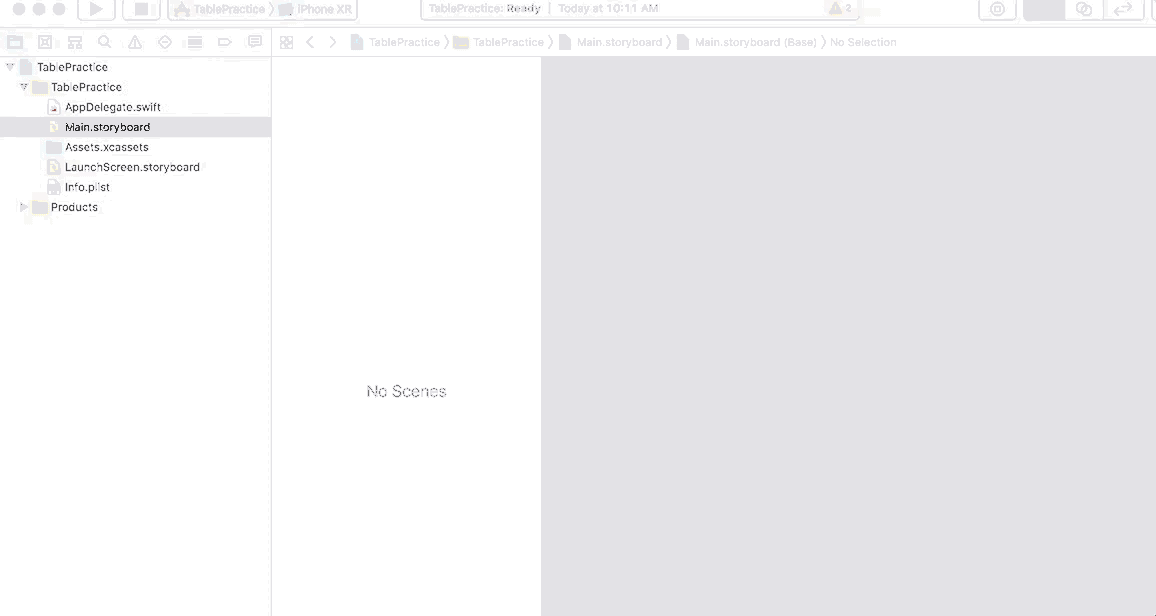 TablePractice iPhone XR TablePractice: Ready | Today at 10:11 AM 2
TablePractice TablePractice Main.storyboard Main.storyboard (Base) No Selection
TablePractice
TablePractice
AppDelegate.swift
Main.storyboard
Assets.xcassets
LaunchScreen.storyboard
Info.plist
Products
No Scenes